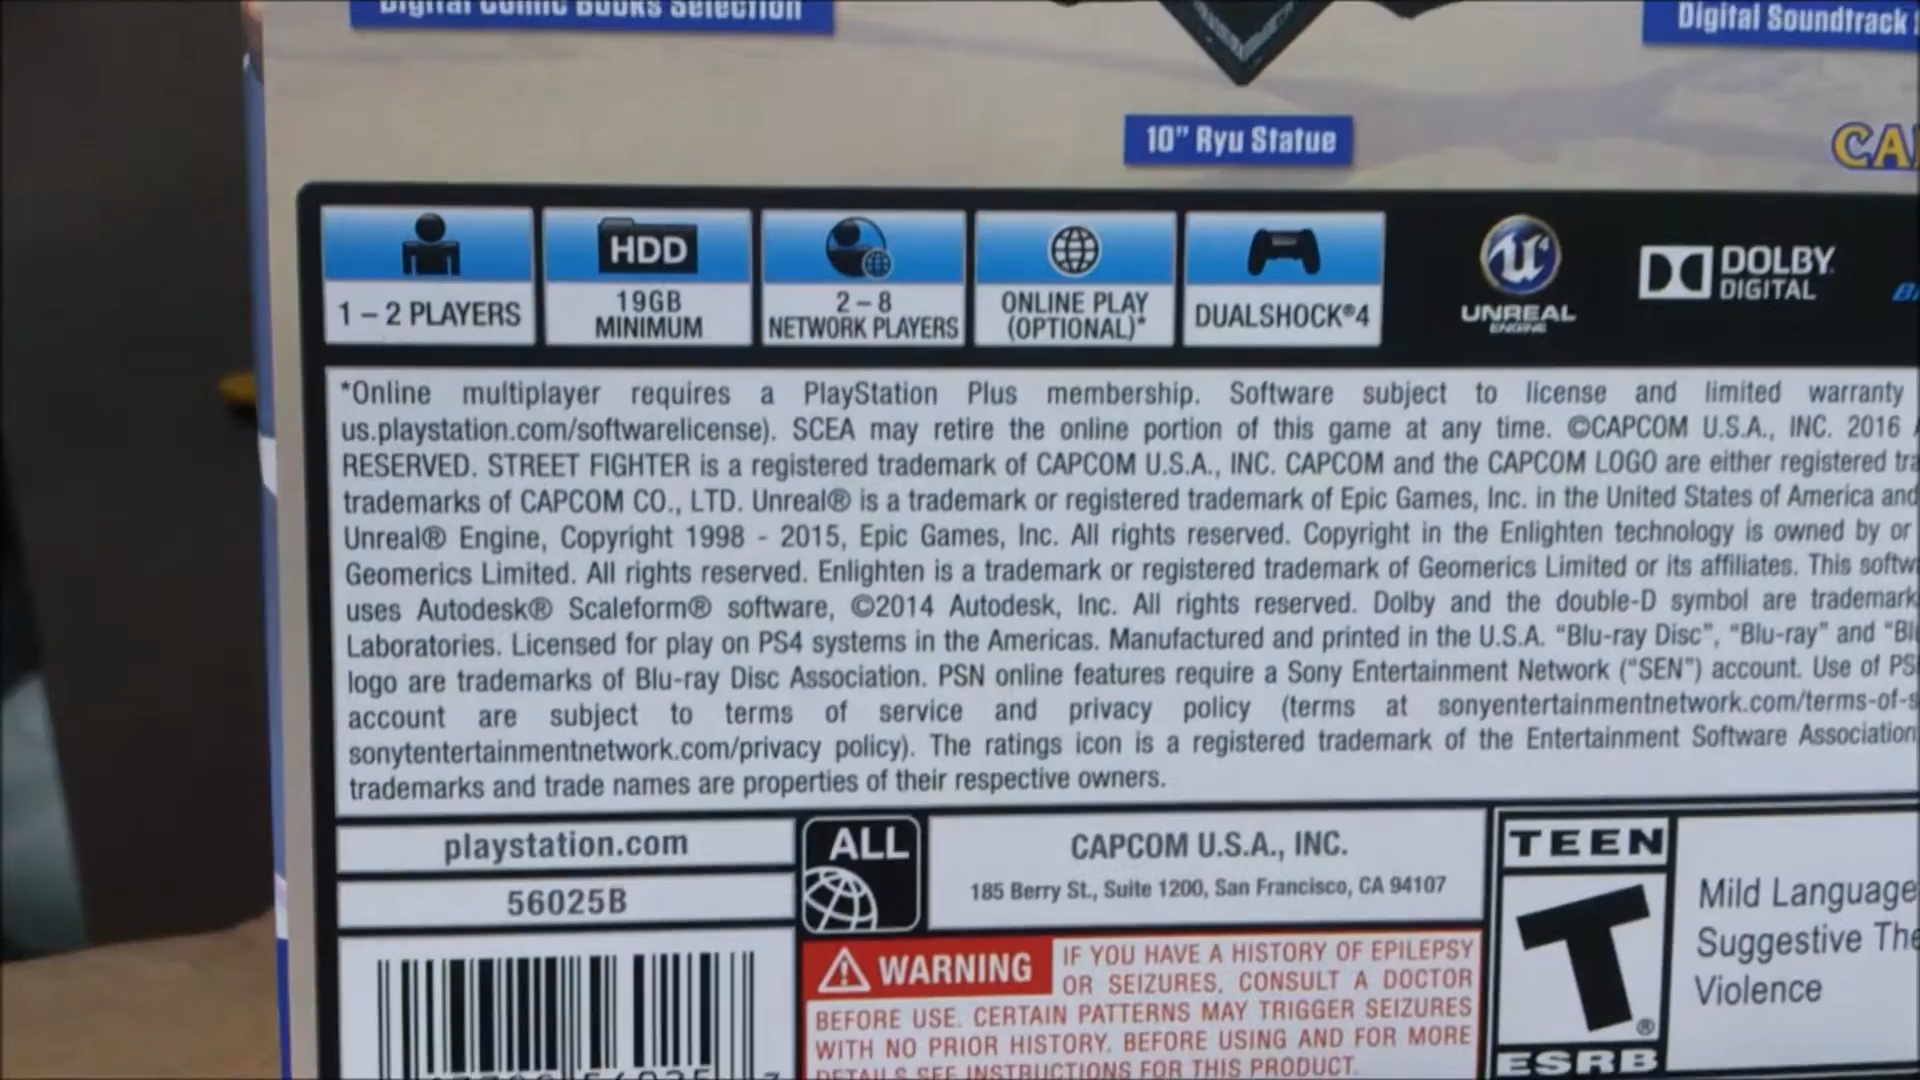 Digital Comic Books Selection
Digital Soundtrack
10” Ryu Statue
1 – 2 PLAYERS
HDD
19GB
MINIMUM
2 – 8
NETWORK PLAYERS
ONLINE PLAY
(OPTIONAL)*
DUALSHOCK®4
UNREAL
ENGINE
DOLBY
DIGITAL
*Online multiplayer requires a PlayStation Plus membership. Software subject to license and limited warranty
us.playstation.com/softwarelicense). SCEA may retire the online portion of this game at any time. ©CAPCOM U.S.A., INC. 2016
RESERVED. STREET FIGHTER is a registered trademark of CAPCOM U.S.A., INC. CAPCOM and the CAPCOM LOGO are either registered
trademarks of CAPCOM CO., LTD. Unreal® is a trademark or registered trademark of Epic Games, Inc. in the United States of America and
Unreal® Engine, Copyright 1998 - 2015, Epic Games, Inc. All rights reserved. Copyright in the Enlighten technology is owned by or
Geomerics Limited. All rights reserved. Enlighten is a trademark or registered trademark of Geomerics Limited or its affiliates. This
uses Autodesk® Scaleform® software, ©2014 Autodesk, Inc. All rights reserved. Dolby and the double-D symbol are
Laboratories. Licensed for play on PS4 systems in the Americas. Manufactured and printed in the U.S.A. “Blu-ray Disc”, “Blu-ray” and
logo are trademarks of Blu-ray Disc Association. PSN online features require a Sony Entertainment Network (“SEN”) account. Use of
account are subject to terms of service and privacy policy (terms at sonyentertainmentnetwork.com/terms-of-s
sonytentertainmentnetwork.com/privacy policy). The ratings icon is a registered trademark of the Entertainment Software Association
trademarks and trade names are properties of their respective owners.
playstation.com
56025B
ALL
CAPCOM U.S.A., INC.
185 Berry St., Suite 1200, San Francisco, CA 94107
WARNING
IF YOU HAVE A HISTORY OF EPILEPSY
OR SEIZURES, CONSULT A DOCTOR
BEFORE USE. CERTAIN PATTERNS MAY TRIGGER SEIZURES
WITH NO PRIOR HISTORY. BEFORE USING AND FOR MORE
DETAILS SEE INSTRUCTIONS FOR THIS PRODUCT.
TEEN
T
ESRB
Mild Language
Suggestive
Violence